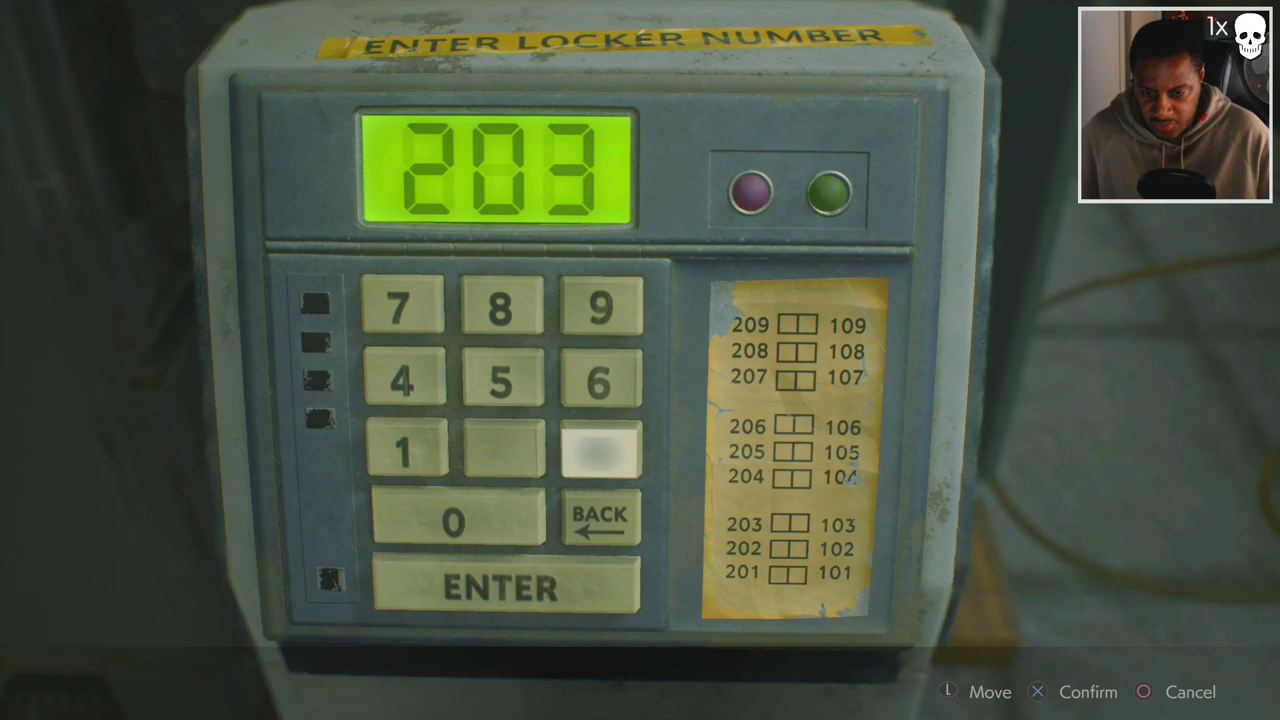 1x
ENTER LOCKER NUMBER
203
7 8 9
4 5 6
1
0 BACK
ENTER
209 109
208 108
207 107
206 106
205 105
204 104
203 103
202 102
201 101
L Move X Confirm O Cancel